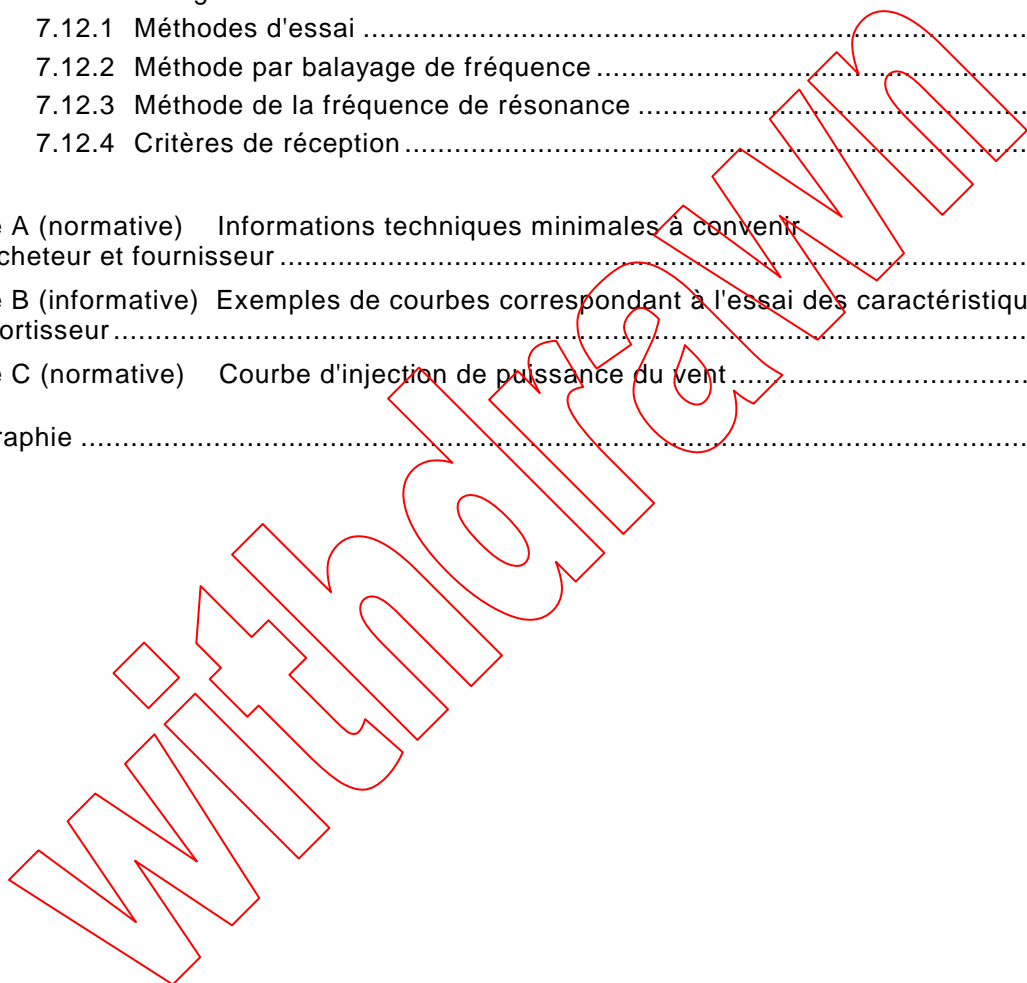 7.12.1 Méthodes d'essai ................................................................................
7.12.2 Méthode par balayage de fréquence ....................................................
7.12.3 Méthode de la fréquence de résonance ...............................................
7.12.4 Critères de réception ...........................................................................
e A (normative) Informations techniques minimales à convenir
cheteur et fournisseur ..........................................................................................
e B (informative) Exemples de courbes correspondant à l'essai des caractéristiqu
ortisseur ..............................................................................................................
e C (normative) Courbe d'injection de puissance du vent ....................................
raphie ..................................................................................................................
withdrawn